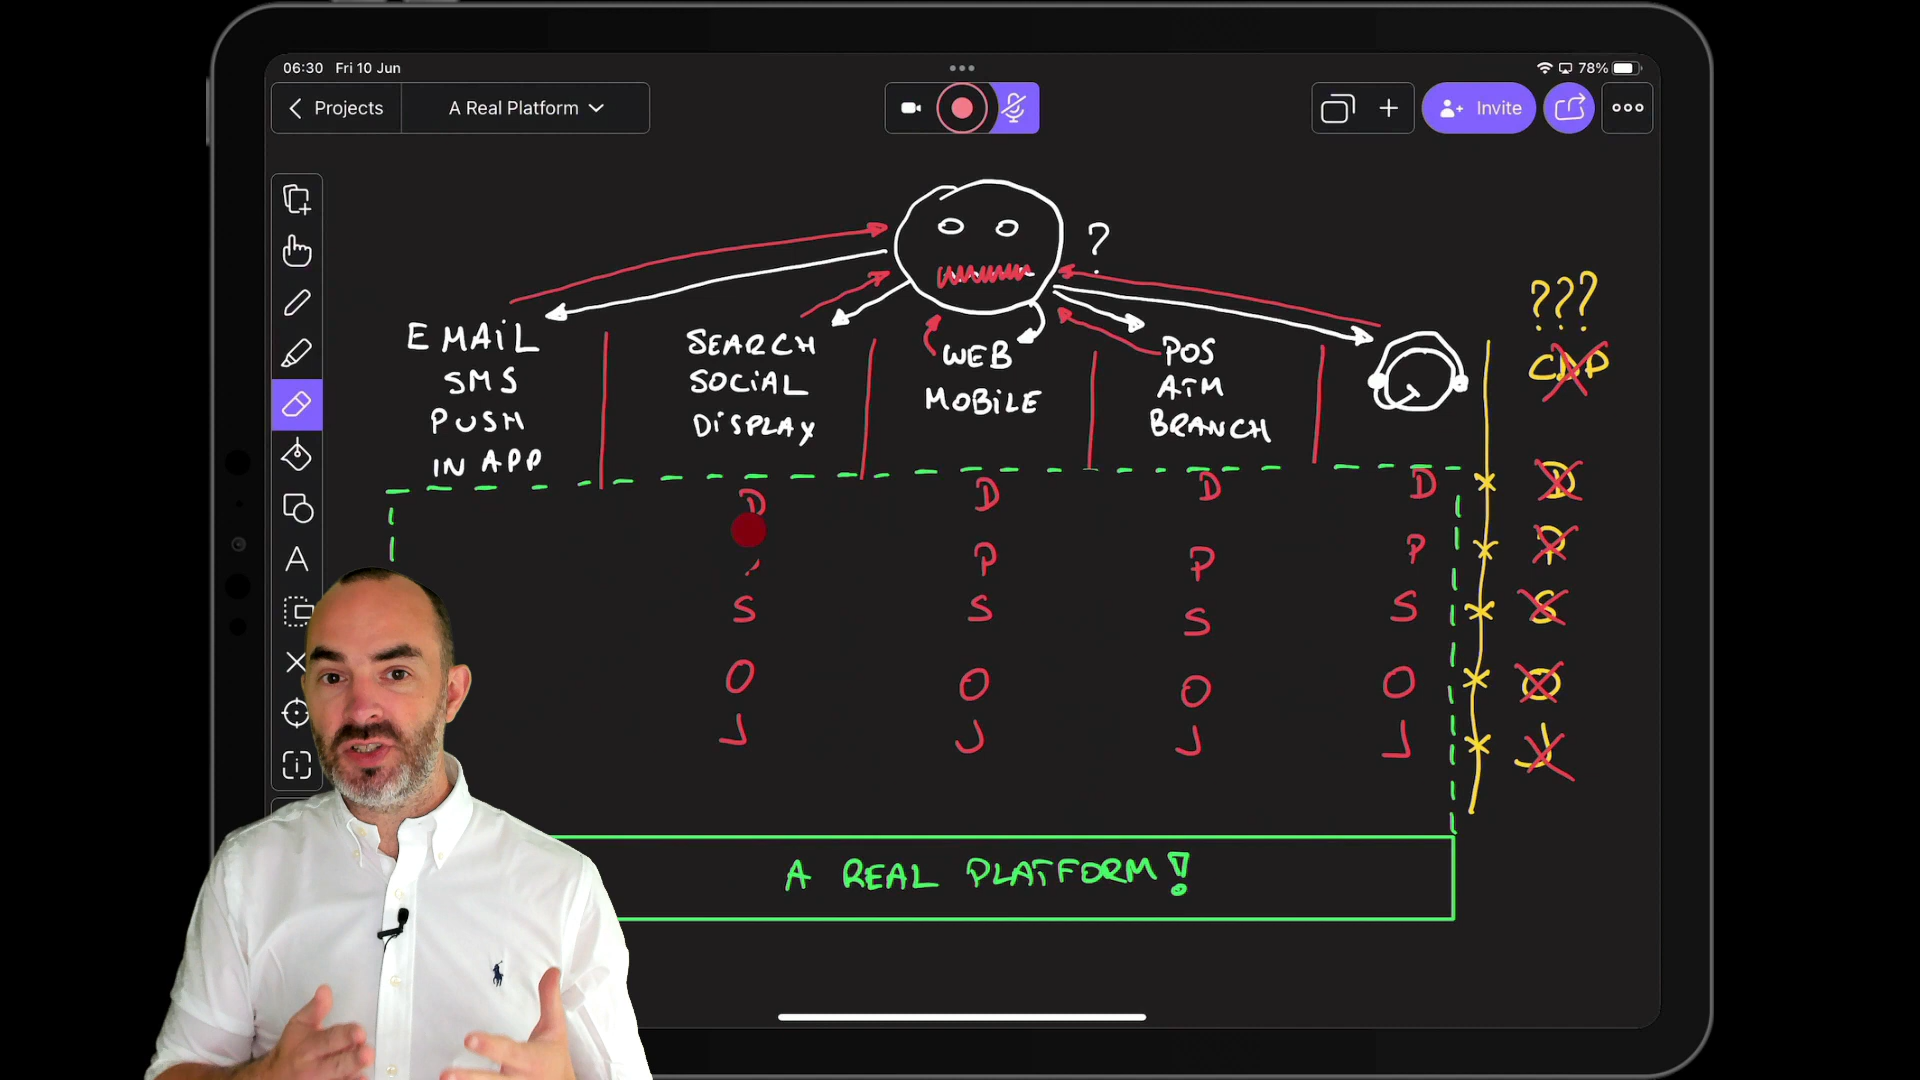 06:30 Fri 10 Jun
78%
Projects
A Real Platform
Invite
?
???
EMAIL
SMS
PUSH
IN APP
SEARCH
SOCIAL
DISPLAY
WEB
MOBILE
POS
ATM
BRANCH
CDP
D D D D D
P P P P
S S S S S
O O O O O
J J J J J
A REAL PLATFORM!